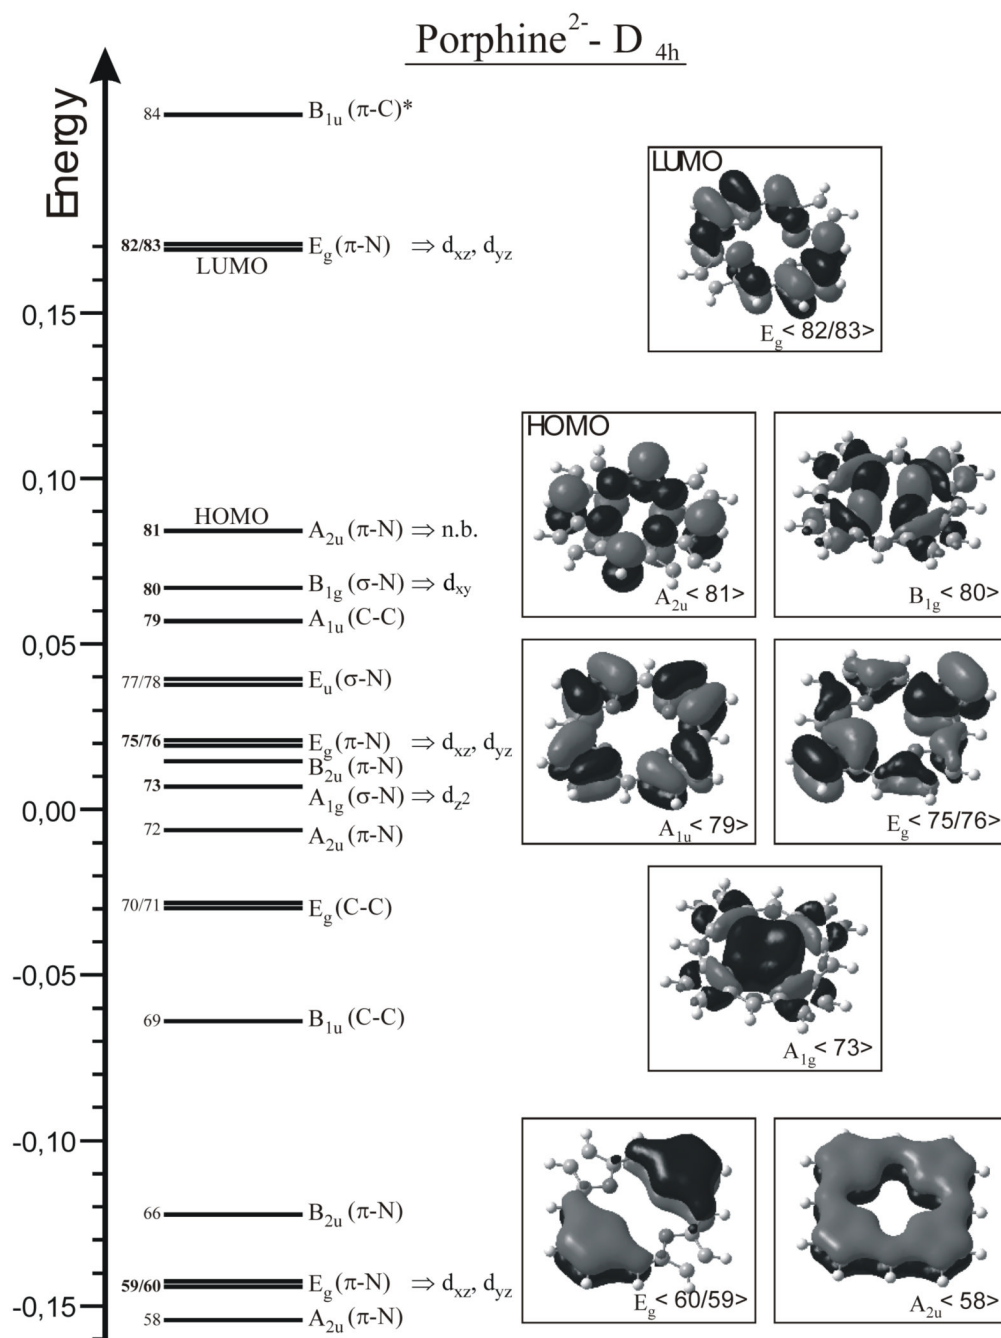 Porphine2- - D4h
Energy
84 B1u (π-C)*
LUMO
82/83 Eg (π-N) ⇒ dxz, dyz
LUMO
0,15
Eg < 82/83>
HOMO
0,10
HOMO
81 A2u (π-N) ⇒ n.b.
80 B1g (σ-N) ⇒ dxy
A2u < 81>
B1g < 80>
79 A1u (C-C)
0,05
77/78 Eu (σ-N)
75/76 Eg (π-N) ⇒ dxz, dyz
B2u (π-N)
73 A1g (σ-N) ⇒ dz2
0,00
72 A2u (π-N)
A1u < 79>
Eg < 75/76>
70/71 Eg (C-C)
-0,05
69 B1u (C-C)
A1g < 73>
-0,10
66 B2u (π-N)
59/60 Eg (π-N) ⇒ dxz, dyz
-0,15
58 A2u (π-N)
Eg < 60/59>
A2u < 58>